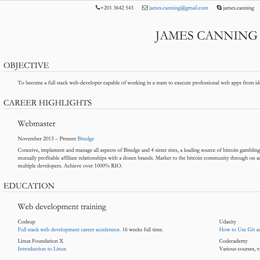 +201 3642 543 james.canning@gmail.com james.canning
JAMES CANNING
OBJECTIVE
To become a full stack web-developer capable of working in a team to execute professional web apps from
CAREER HIGHLIGHTS
Webmaster
November 2013 – Present Bitedge
Conceive, implement and manage all aspects of Bitedge and 4 sister sites, a leading source of bitcoin gambling
mutually profitable affiliate relationships with a dozen brands. Market to the bitcoin community through on
multiple developers. Achieve over 1000% RIO.
EDUCATION
Web development training
Codeup Udacity
Full stack web development career accelerator. 16 weeks full time. How to Use Git
Linux Foundation X Codecademy
Introduction to Linux Various courses,